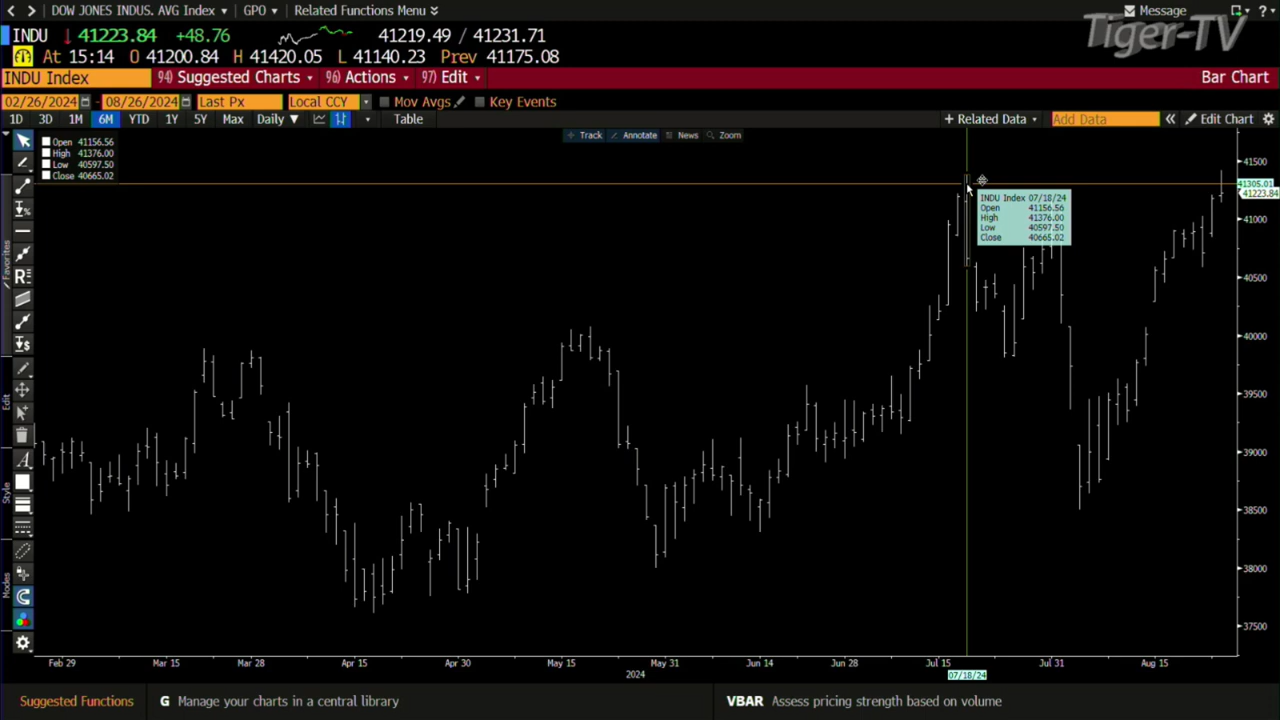 DOW JONES INDUS. AVG Index GPO Related Functions Menu Message ?
Tiger-TV
INDU 41223.84 +48.76 41219.49 / 41231.71
At 15:14 O 41200.84 H 41420.05 L 41140.23 Prev 41175.08
INDU Index 94) Suggested Charts 96) Actions 97) Edit Bar Chart
02/26/2024 - 08/26/2024 Last Px Local CCY Mov Avgs Key Events
1D 3D 1M 6M YTD 1Y 5Y Max Daily Table + Related Data Add Data Edit Chart
Track Annotate News Zoom
Open 41156.56
High 41376.00
Low 40597.50
Close 40665.02
INDU Index 07/18/24
Open 41156.56
High 41376.00
Low 40597.50
Close 40665.02
41500
41305.01
41223.84
41000
40500
40000
39500
39000
38500
38000
37500
Favorites
Edit
Style
Modes
Feb 29 Mar 15 Mar 28 Apr 15 Apr 30 May 15 May 31 Jun 14 Jun 28 Jul 15 Jul 31 Aug 15
07/18/24
2024
Suggested Functions G Manage your charts in a central library VBAR Assess pricing strength based on volume